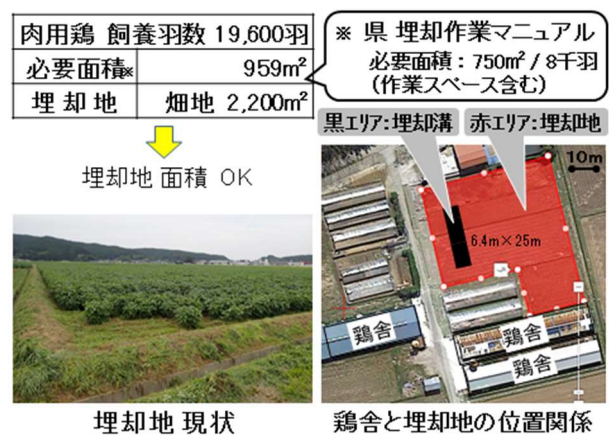 肉用鶏 飼養羽数 19,600羽
必要面積※ 959m²
埋却地 畑地 2,200m²
※ 県 埋却作業マニュアル
必要面積：750m² / 8千羽
(作業スペース含む)
埋却地 面積 OK
黒エリア:埋却溝
赤エリア:埋却地
10m
6.4m×25m
鶏舎
鶏舎
鶏舎
埋却地 現状
鶏舎と埋却地の位置関係